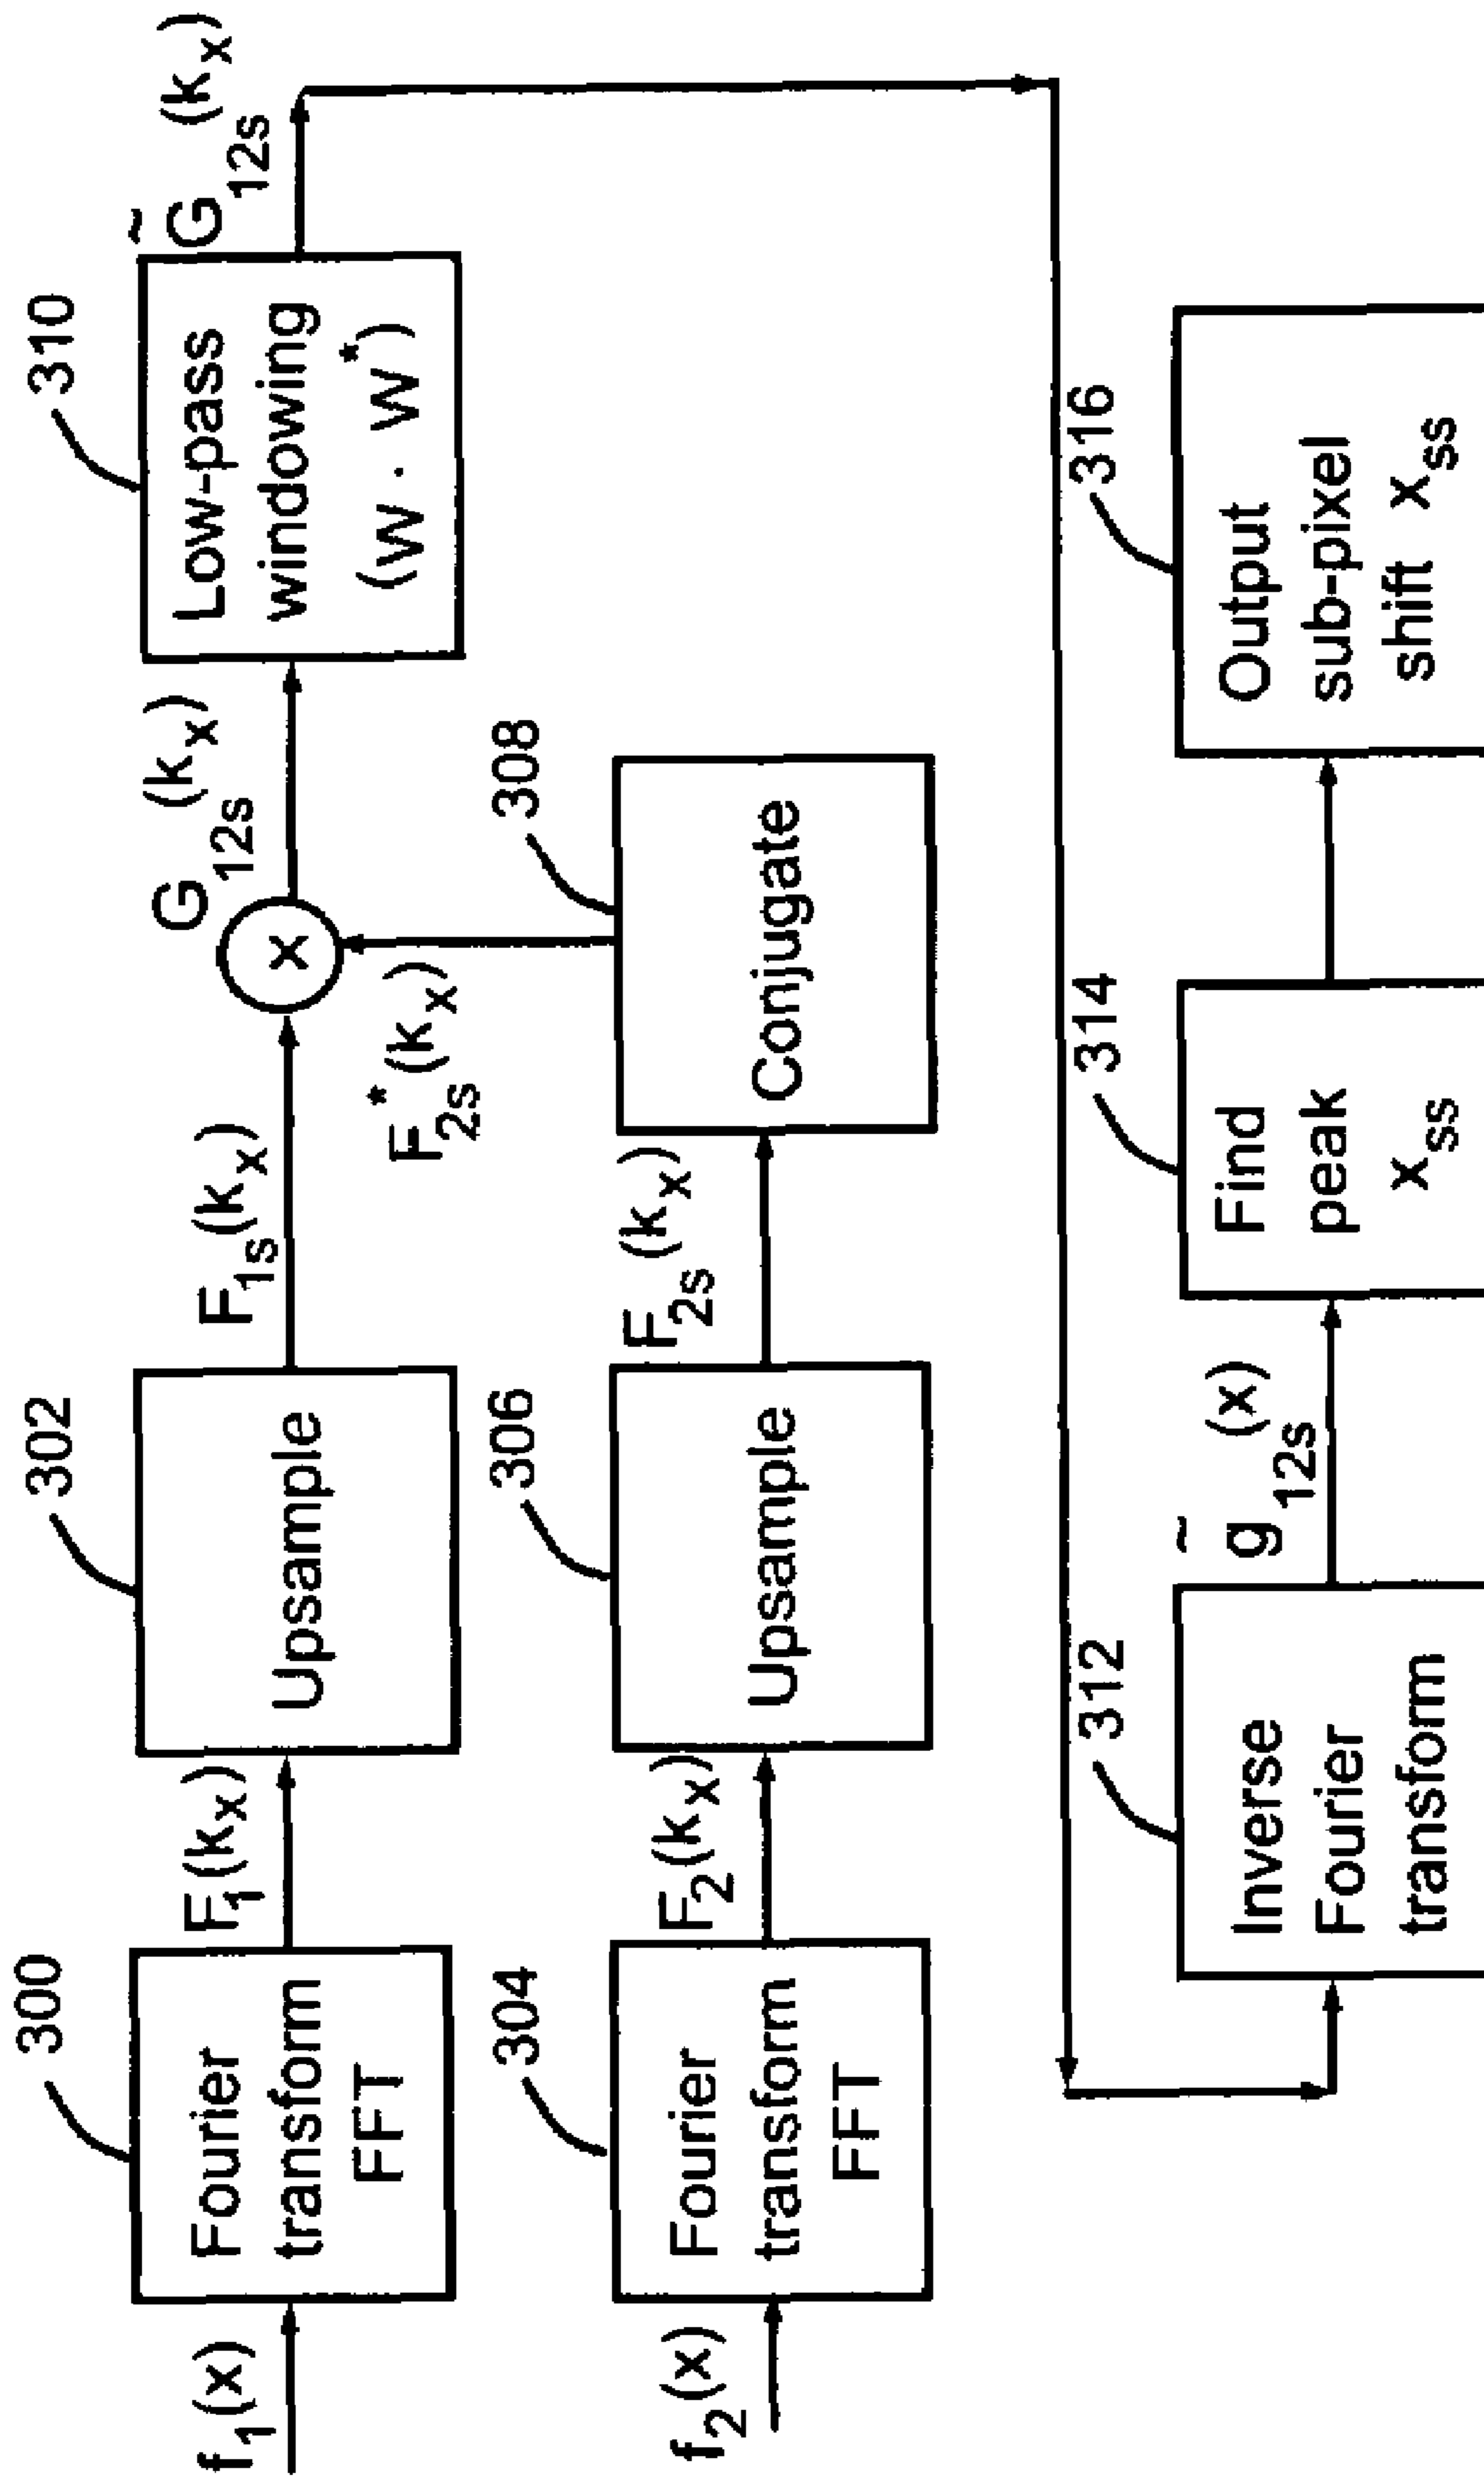 300
302
310
f1(x)
Fourier
transform
FFT
F1(kx)
Upsample
F1s(kx)
x
G12s(kx)
Low-pass
windowing
(W · W*)
G̃12s(kx)
304
306
308
f2(x)
Fourier
transform
FFT
F2(kx)
Upsample
F2s(kx)
Conjugate
F*2s(kx)
312
314
316
Inverse
Fourier
transform
g̃12s(x)
Find
peak
xss
Output
sub-pixel
shift xss